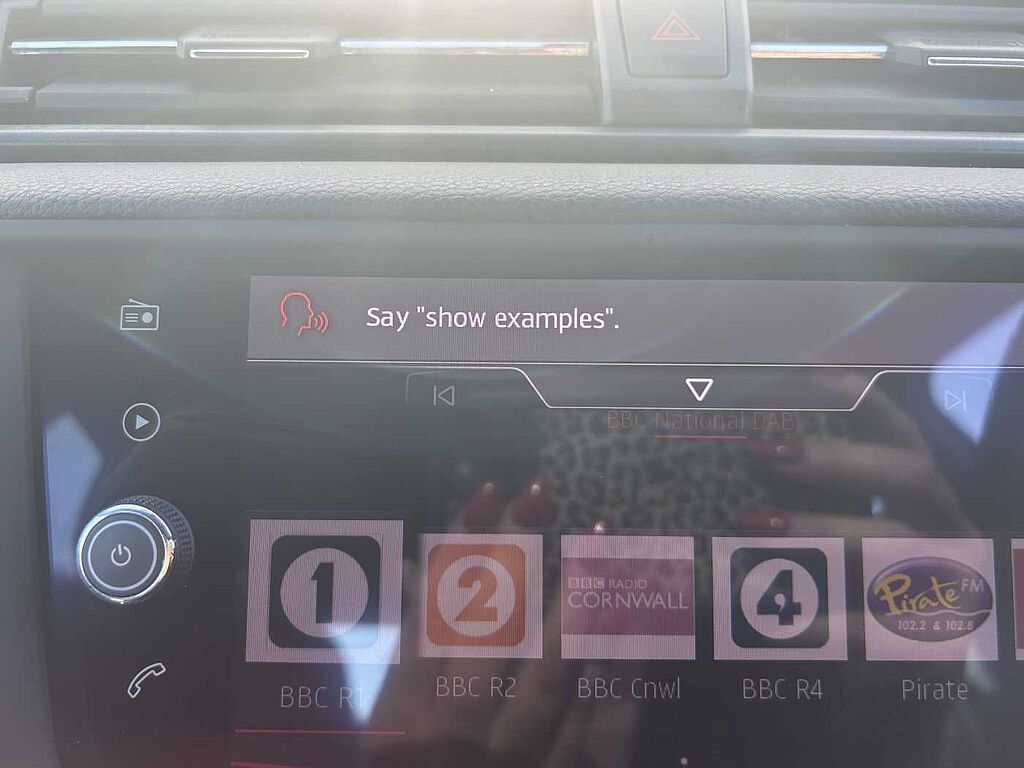 Say "show examples".
BBC National DAB
1
2
BBC RADIO
CORNWALL
4
Pirate FM
102.2 & 102.8
BBC R1
BBC R2
BBC Cnwl
BBC R4
Pirate